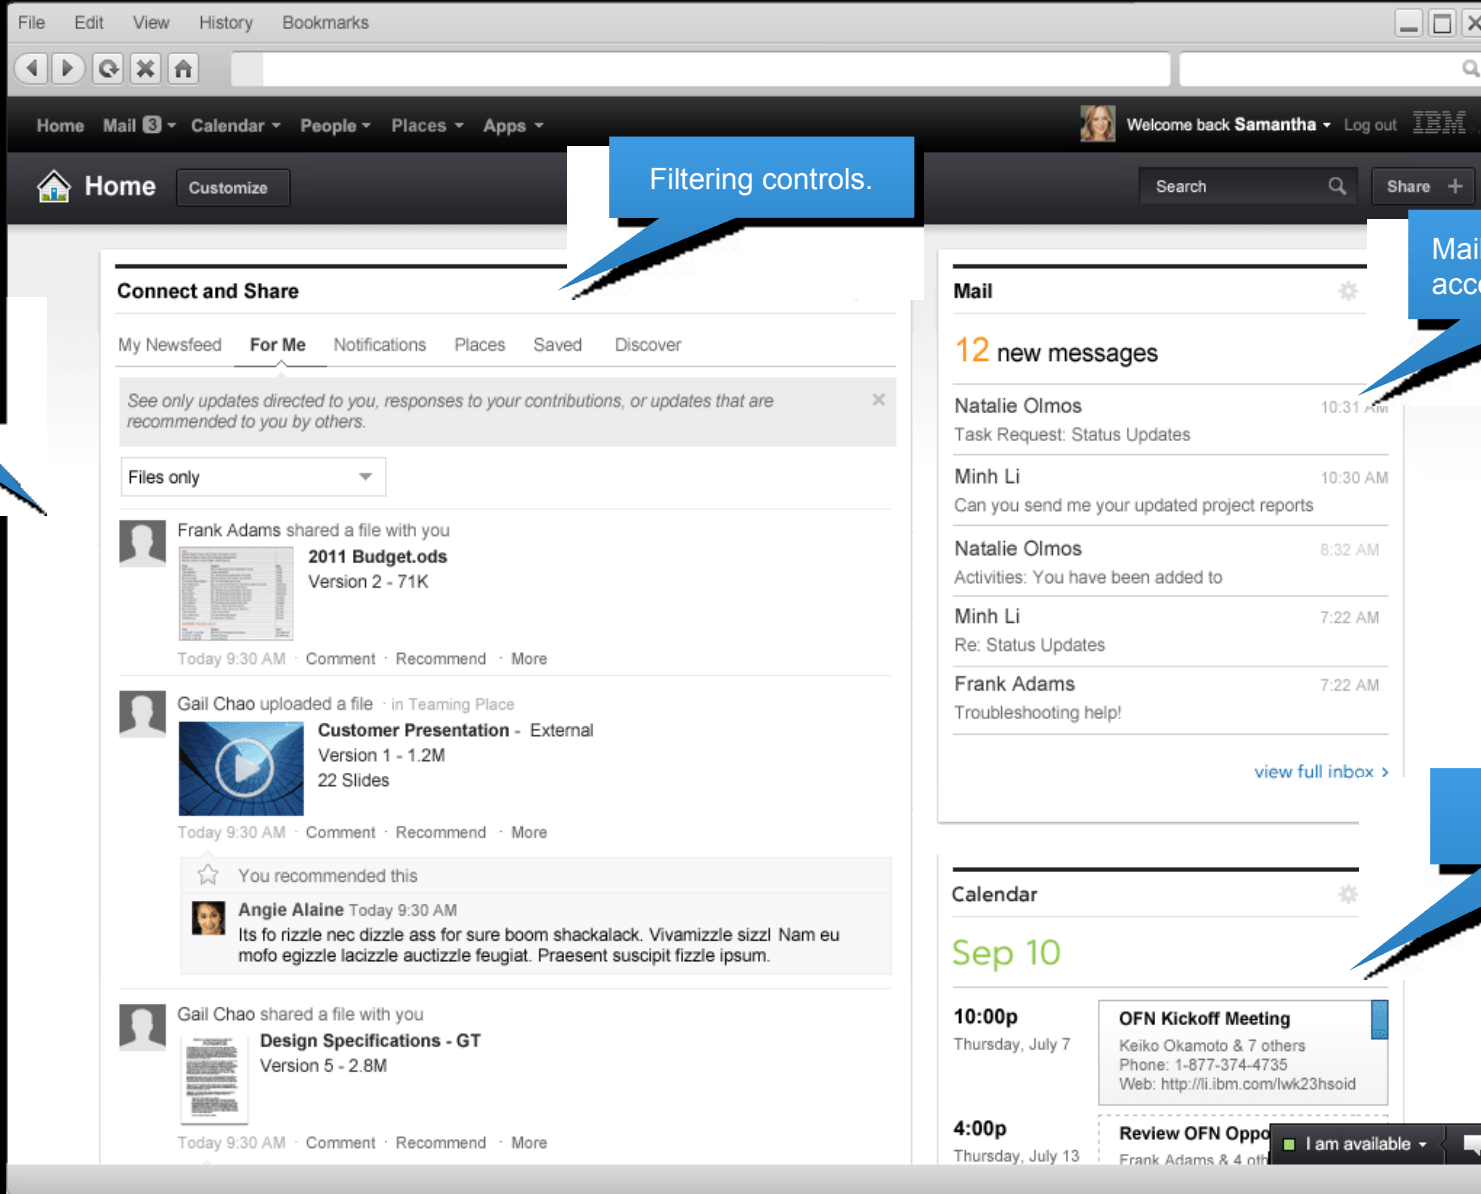 File Edit View History Bookmarks
Home Mail 3 Calendar People Places Apps
Welcome back Samantha Log out IBM
Home Customize
Filtering controls.
Search
Share +
Connect and Share
My Newsfeed For Me Notifications Places Saved Discover
See only updates directed to you, responses to your contributions, or updates that are
recommended to you by others.
Files only
Frank Adams shared a file with you
2011 Budget.ods
Version 2 - 71K
Today 9:30 AM · Comment · Recommend · More
Gail Chao uploaded a file · in Teaming Place
Customer Presentation - External
Version 1 - 1.2M
22 Slides
Today 9:30 AM · Comment · Recommend · More
You recommended this
Angie Alaine Today 9:30 AM
Its fo rizzle nec dizzle ass for sure boom shackalack. Vivamizzle sizzl Nam eu
mofo egizzle lacizzle auctizzle feugiat. Praesent suscipit fizzle ipsum.
Gail Chao shared a file with you
Design Specifications - GT
Version 5 - 2.8M
Today 9:30 AM · Comment · Recommend · More
Mail
Mail
12 new messages
Natalie Olmos 10:31 AM
Task Request: Status Updates
Minh Li 10:30 AM
Can you send me your updated project reports
Natalie Olmos 8:32 AM
Activities: You have been added to
Minh Li 7:22 AM
Re: Status Updates
Frank Adams 7:22 AM
Troubleshooting help!
view full inbox >
Calendar
Sep 10
10:00p
Thursday, July 7
OFN Kickoff Meeting
Keiko Okamoto & 7 others
Phone: 1-877-374-4735
Web: http://li.ibm.com/lwk23hsoid
4:00p
Thursday, July 13
Review OFN Oppo
Frank Adams & 4 oth
I am available